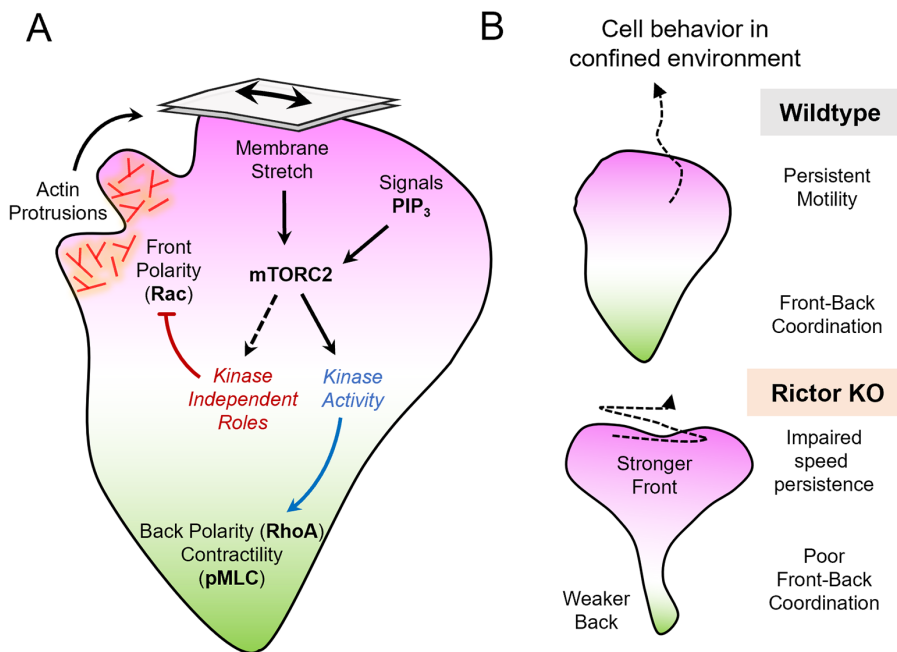 A
Membrane
Stretch
Actin
Protrusions
Signals
PIP₃
Front
Polarity
(Rac)
mTORC2
Kinase
Independent
Roles
Kinase
Activity
Back Polarity (RhoA)
Contractility
(pMLC)
B
Cell behavior in
confined environment
Wildtype
Persistent
Motility
Front-Back
Coordination
Rictor KO
Stronger
Front
Impaired
speed
persistence
Weaker
Back
Poor
Front-Back
Coordination